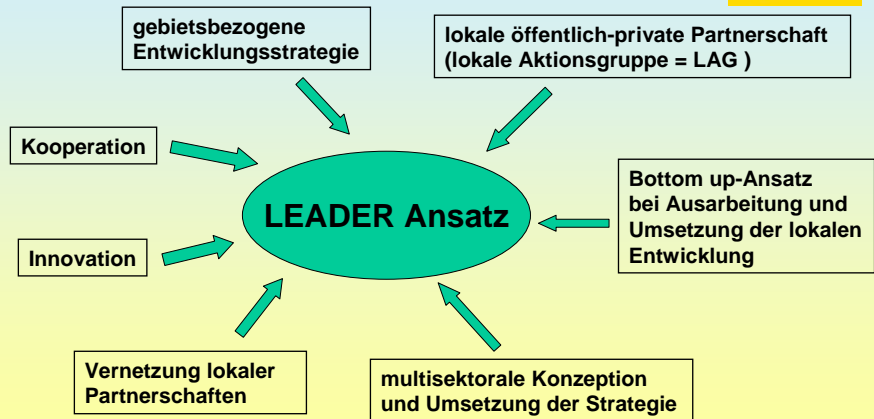 gebietsbezogene
Entwicklungsstrategie
lokale öffentlich-private Partnerschaft
(lokale Aktionsgruppe = LAG )
Kooperation
LEADER Ansatz
Bottom up-Ansatz
bei Ausarbeitung und
Umsetzung der lokalen
Entwicklung
Innovation
Vernetzung lokaler
Partnerschaften
multisektorale Konzeption
und Umsetzung der Strategie